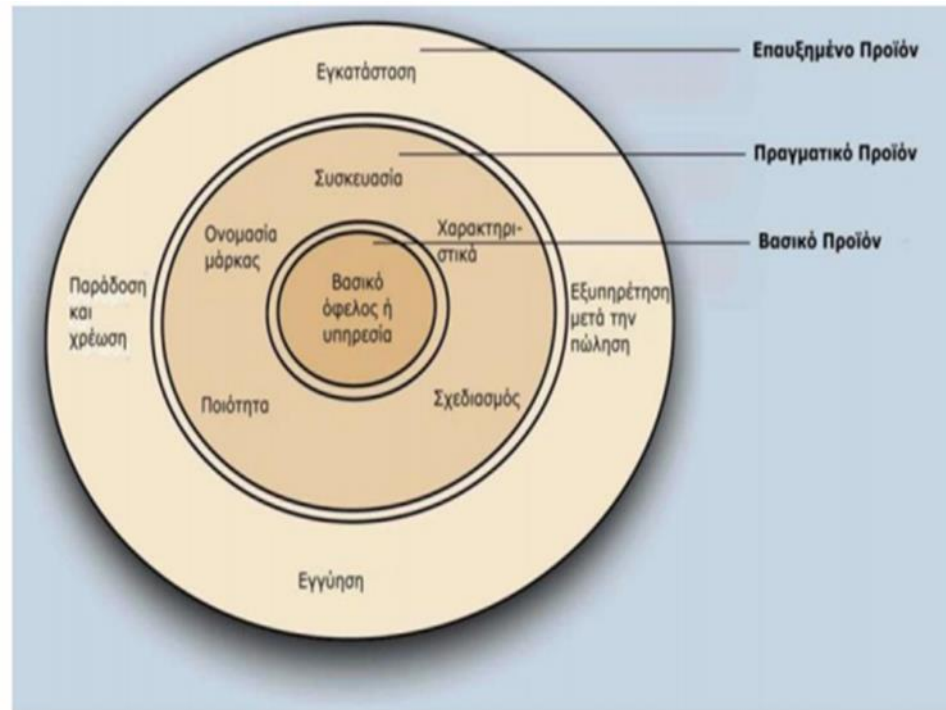 Επαυξημένο Προϊόν
Εγκατάσταση
Πραγματικό Προϊόν
Συσκευασία
Ονομασία
μάρκας
Χαρακτηρι-
στικά
Βασικό Προϊόν
Βασικό
όφελος ή
υπηρεσία
Παράδοση
και
χρέωση
Εξυπηρέτηση
μετά την
πώληση
Ποιότητα
Σχεδιασμός
Εγγύηση